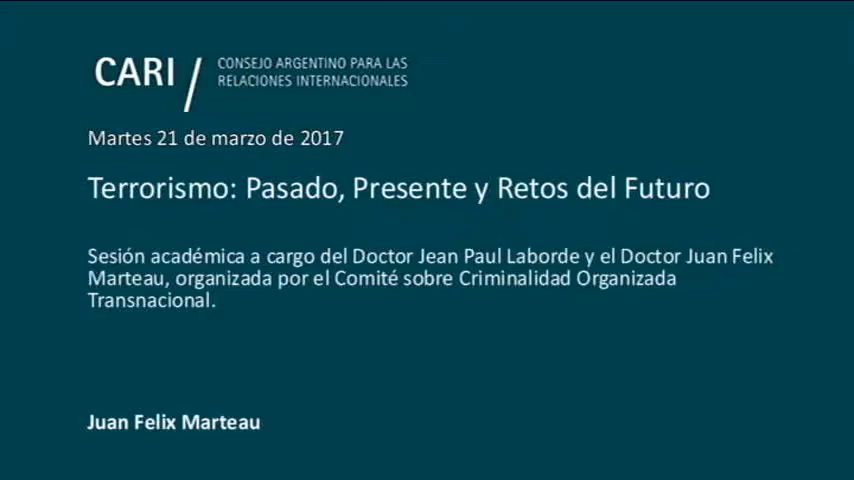 CARI / CONSEJO ARGENTINO PARA LAS
RELACIONES INTERNACIONALES
Martes 21 de marzo de 2017
Terrorismo: Pasado, Presente y Retos del Futuro
Sesión académica a cargo del Doctor Jean Paul Laborde y el Doctor Juan Felix
Marteau, organizada por el Comité sobre Criminalidad Organizada
Transnacional.
Juan Felix Marteau